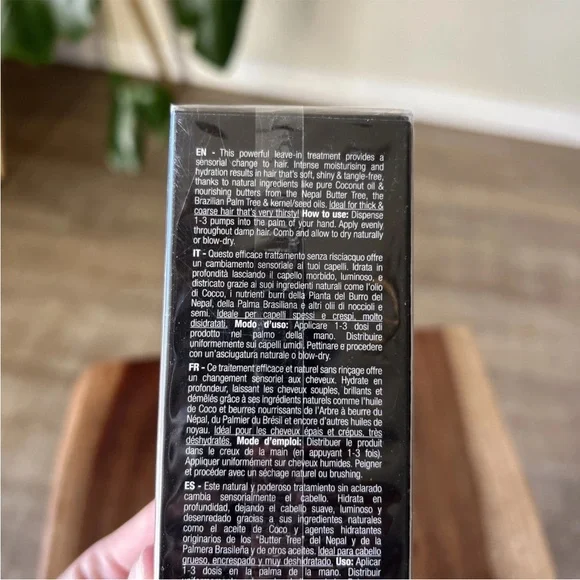 EN - This powerful leave-in treatment provides a
sensorial change to hair. Intense moisturising and
hydration results in hair that's soft, shiny & tangle-free,
thanks to natural ingredients like pure Coconut oil &
nourishing butters from the Nepal Butter Tree, the
Brazilian Palm Tree & kernel/seed oils. Ideal for thick &
coarse hair that's very thirsty! How to use: Dispense
1-3 pumps into the palm of your hand. Apply evenly
throughout damp hair. Comb and allow to dry naturally
or blow-dry.
IT - Questo efficace trattamento senza risciacquo offre
un cambiamento sensoriale ai tuoi capelli. Idrata in
profondità lasciando il capello morbido, luminoso, e
districato grazie ai suoi ingredienti naturali come l'olio
di Cocco, i nutrienti burri della Pianta del Burro del
Nepal, della Palma Brasiliana e altri olii di noccioli e
semi. Ideale per capelli spessi e crespi, molto
disidratati. Modo d'uso: Applicare 1-3 dosi di
prodotto nel palmo della mano. Distribuire
uniformemente sui capelli umidi. Pettinare e procedere
con un'asciugatura naturale o blow-dry.
FR - Ce traitement efficace et naturel sans rinçage offre
un changement sensoriel aux cheveux. Hydrate en
profondeur, laissant les cheveux souples, brillants et
démêlés grâce à ses ingrédients naturels comme l'huile
de Coco et beurres nourrissants de l'Arbre à beurre du
Népal, du Palmier du Brésil et encore d'autres huiles de
noyau. Idéal pour les cheveux épais et crépus, très
déshydratés. Mode d'emploi: Distribuer le produit
dans le creux de la main (en appuyant 1-3 fois).
Appliquer uniformément sur cheveux humides. Peigner
et procéder avec un séchage naturel ou brushing.
ES - Este natural y poderoso tratamiento sin aclarado
cambia sensorialmente el cabello. Hidrata en
profundidad, dejando el cabello suave, luminoso y
desenredado gracias a sus ingredientes naturales
como el aceite de Coco y agentes hidratantes
originarios de los "Butter Tree" del Nepal y de la
Palmera Brasileña y de otros aceites. Ideal para cabello
grueso, encrespado y muy deshidratado. Uso: Aplicar
1-3 dosis en la palma de la mano. Distribuir